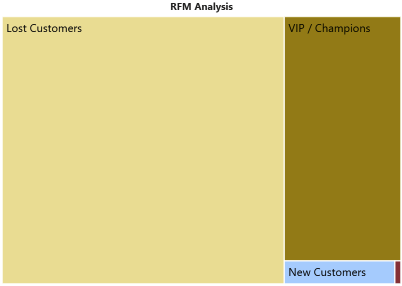 RFM Analysis
Lost Customers
VIP / Champions
New Customers